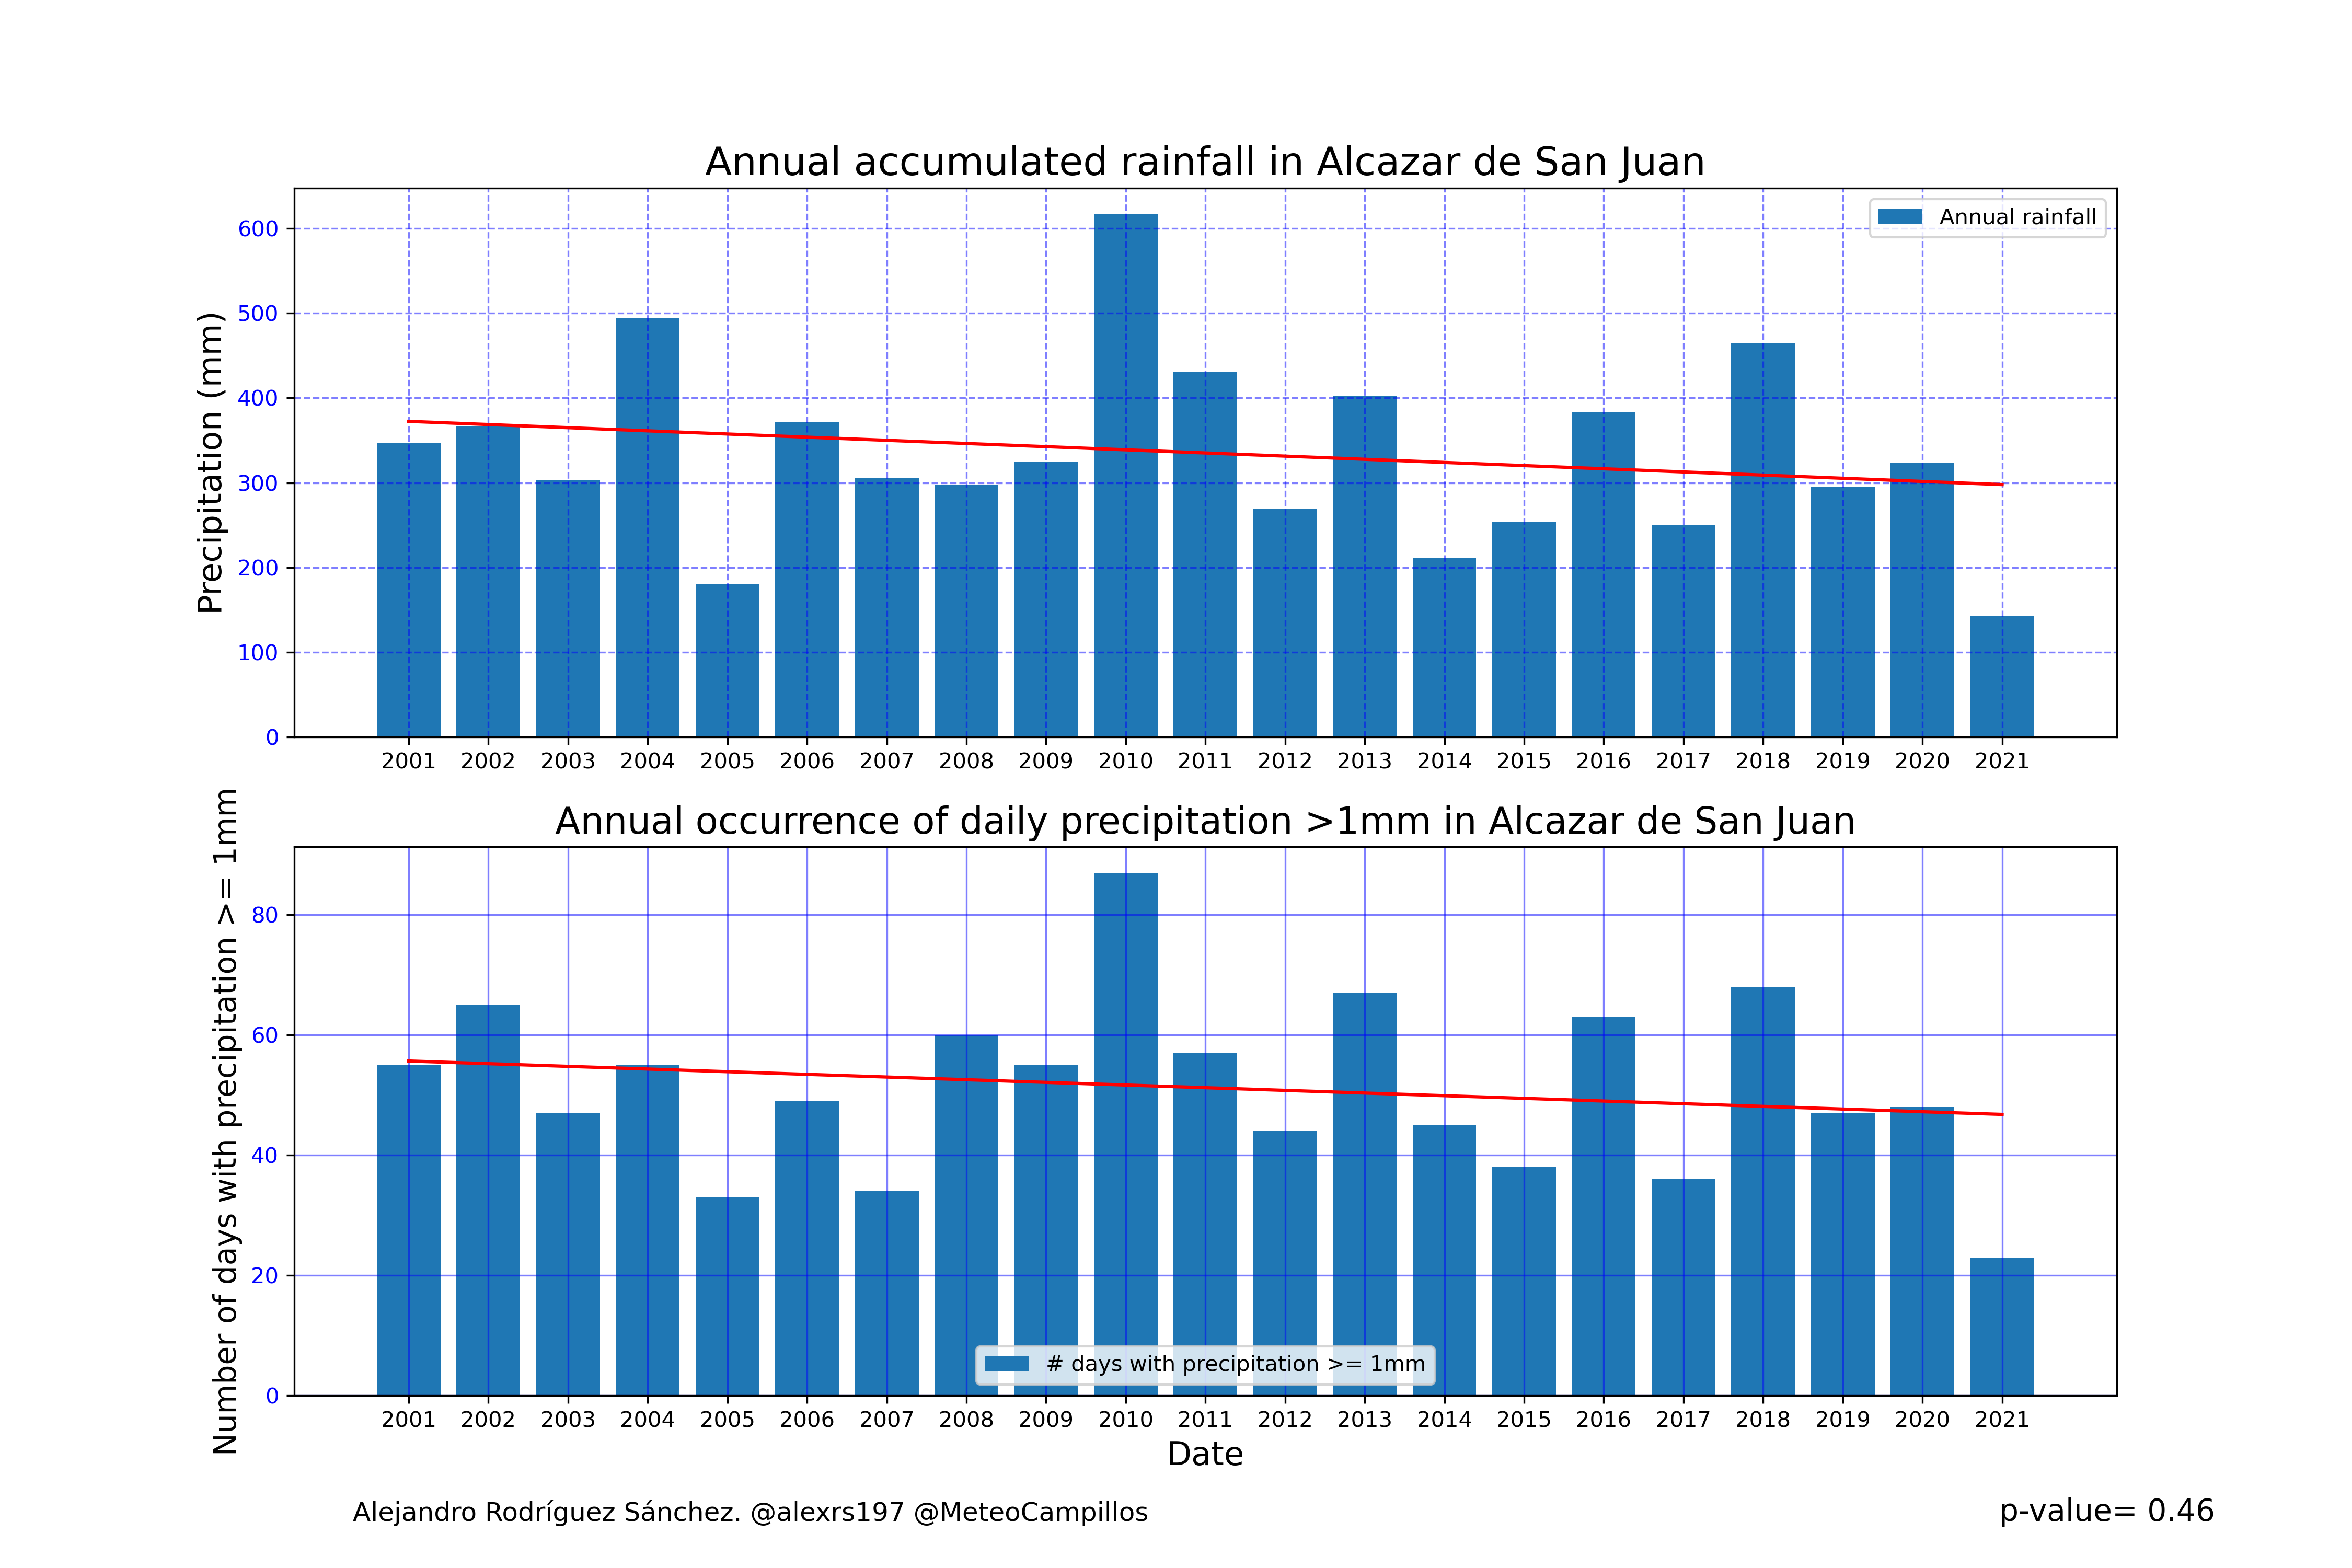 Annual accumulated rainfall in Alcazar de San Juan
Precipitation (mm)
600
500
400
300
200
100
0
Annual rainfall
2001 2002 2003 2004 2005 2006 2007 2008 2009 2010 2011 2012 2013 2014 2015 2016 2017 2018 2019 2020 2021
Annual occurrence of daily precipitation >1mm in Alcazar de San Juan
Number of days with precipitation >= 1mm
80
60
40
20
0
# days with precipitation >= 1mm
2001 2002 2003 2004 2005 2006 2007 2008 2009 2010 2011 2012 2013 2014 2015 2016 2017 2018 2019 2020 2021
Date
Alejandro Rodríguez Sánchez. @alexrs197 @MeteoCampillos
p-value= 0.46